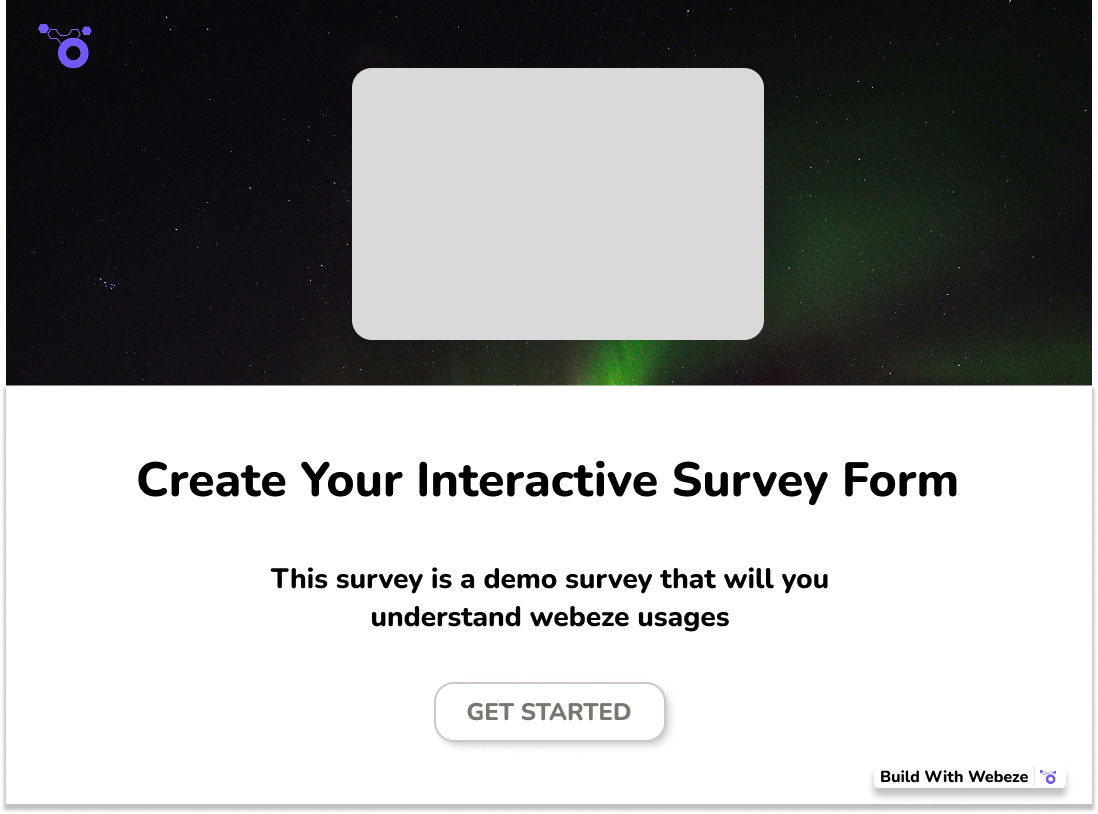 Create Your Interactive Survey Form
This survey is a demo survey that will you
understand webeze usages
GET STARTED
Build With Webeze